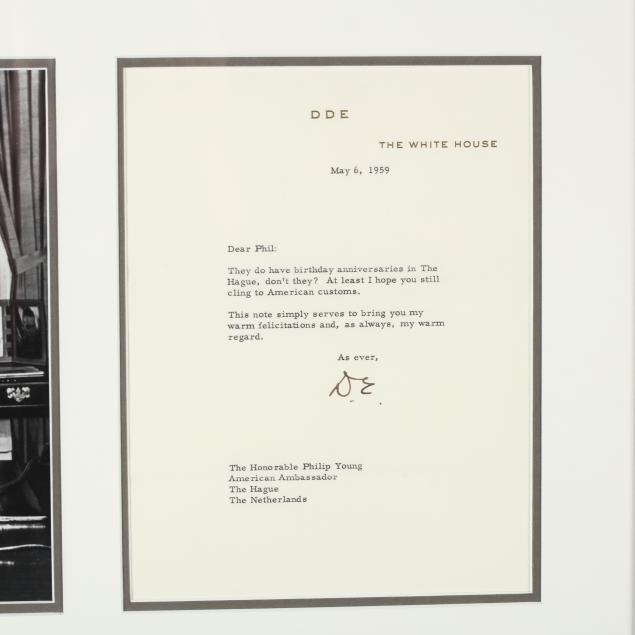 DDE
THE WHITE HOUSE
May 6, 1959
Dear Phil:
They do have birthday anniversaries in The
Hague, don't they? At least I hope you still
cling to American customs.
This note simply serves to bring you my
warm felicitations and, as always, my warm
regard.
As ever,
D.E.
The Honorable Philip Young
American Ambassador
The Hague
The Netherlands